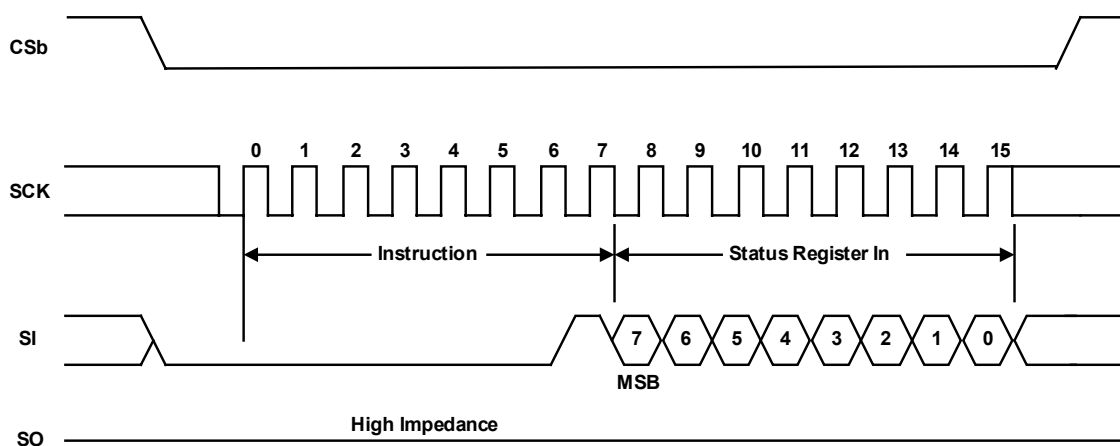 CSb
0 1 2 3 4 5 6 7 8 9 10 11 12 13 14 15
SCK
Instruction
Status Register In
SI
7 6 5 4 3 2 1 0
MSB
High Impedance
SO